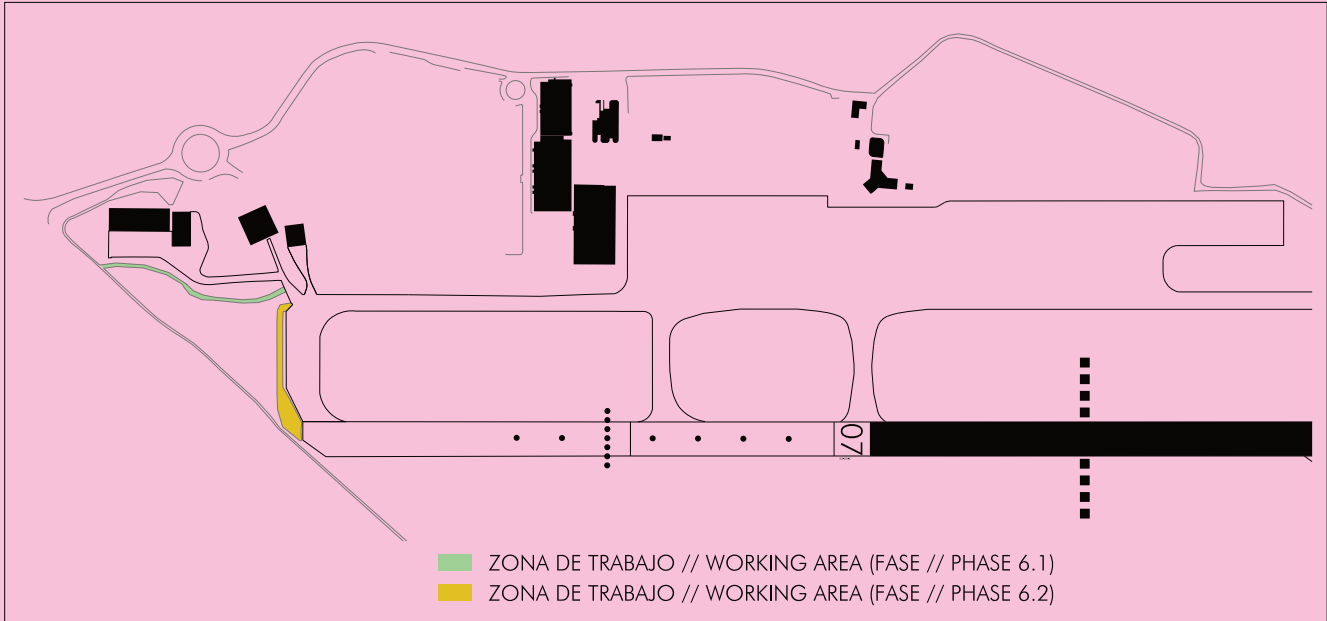 07
ZONA DE TRABAJO // WORKING AREA (FASE // PHASE 6.1)
ZONA DE TRABAJO // WORKING AREA (FASE // PHASE 6.2)